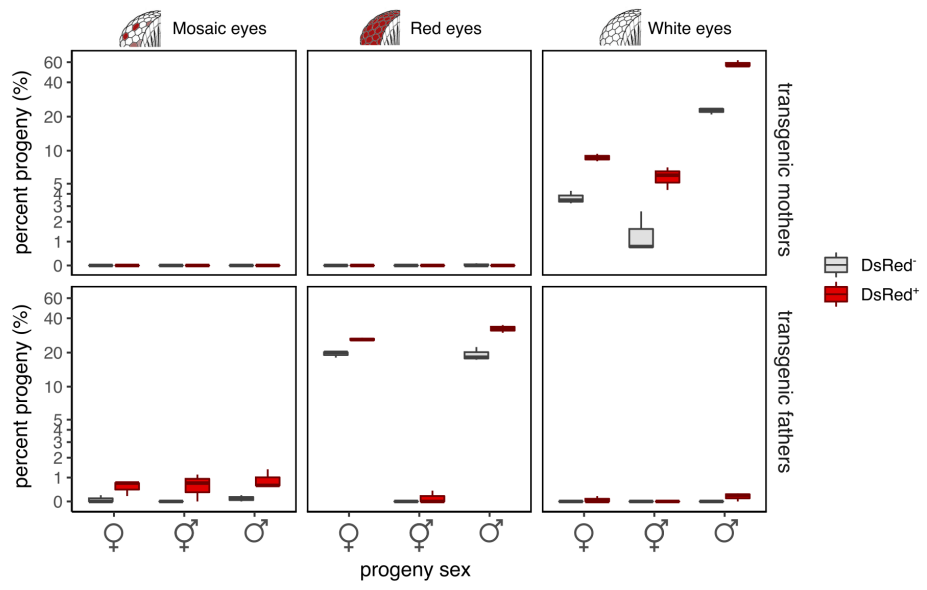 Mosaic eyes
Red eyes
White eyes
percent progeny (%)
60
40
20
10
5
4
3
2
1
0
transgenic mothers
percent progeny (%)
60
40
20
10
5
4
3
2
1
0
transgenic fathers
DsRed⁻
DsRed⁺
♀ ⚥ ♂ ♀ ⚥ ♂ ♀ ⚥ ♂
progeny sex